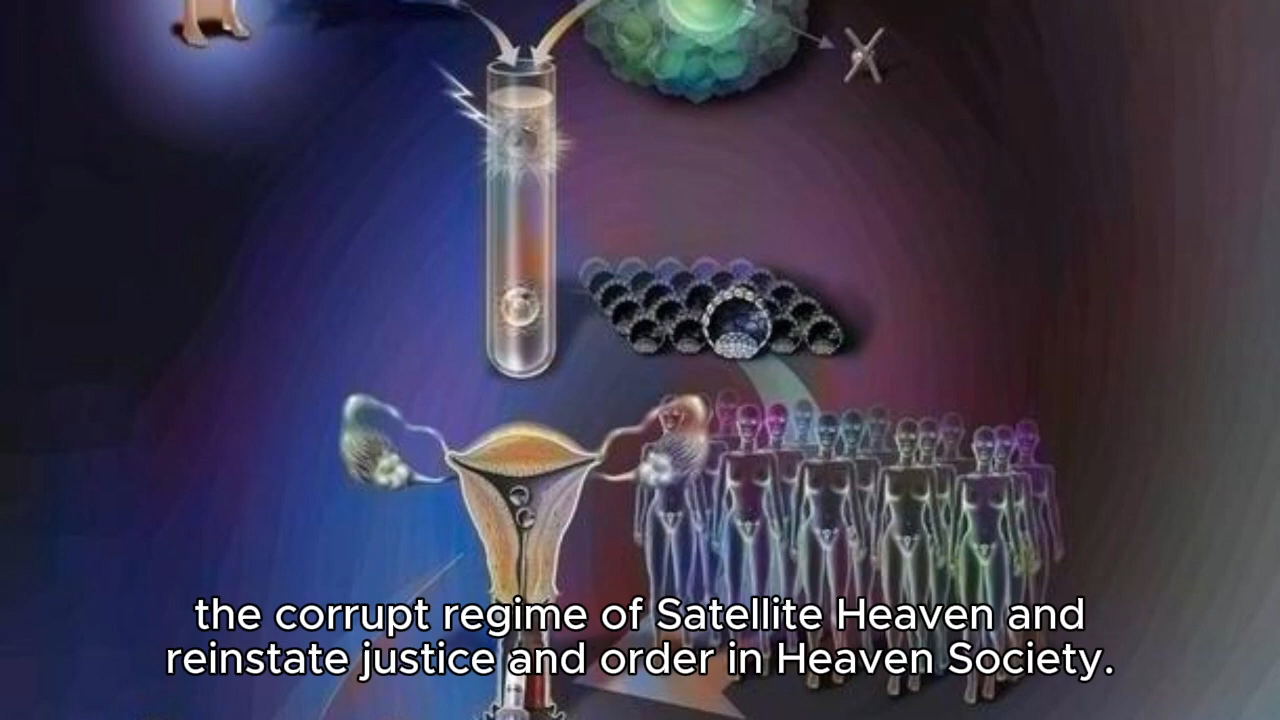 the corrupt regime of Satellite Heaven and
reinstate justice and order in Heaven Society.